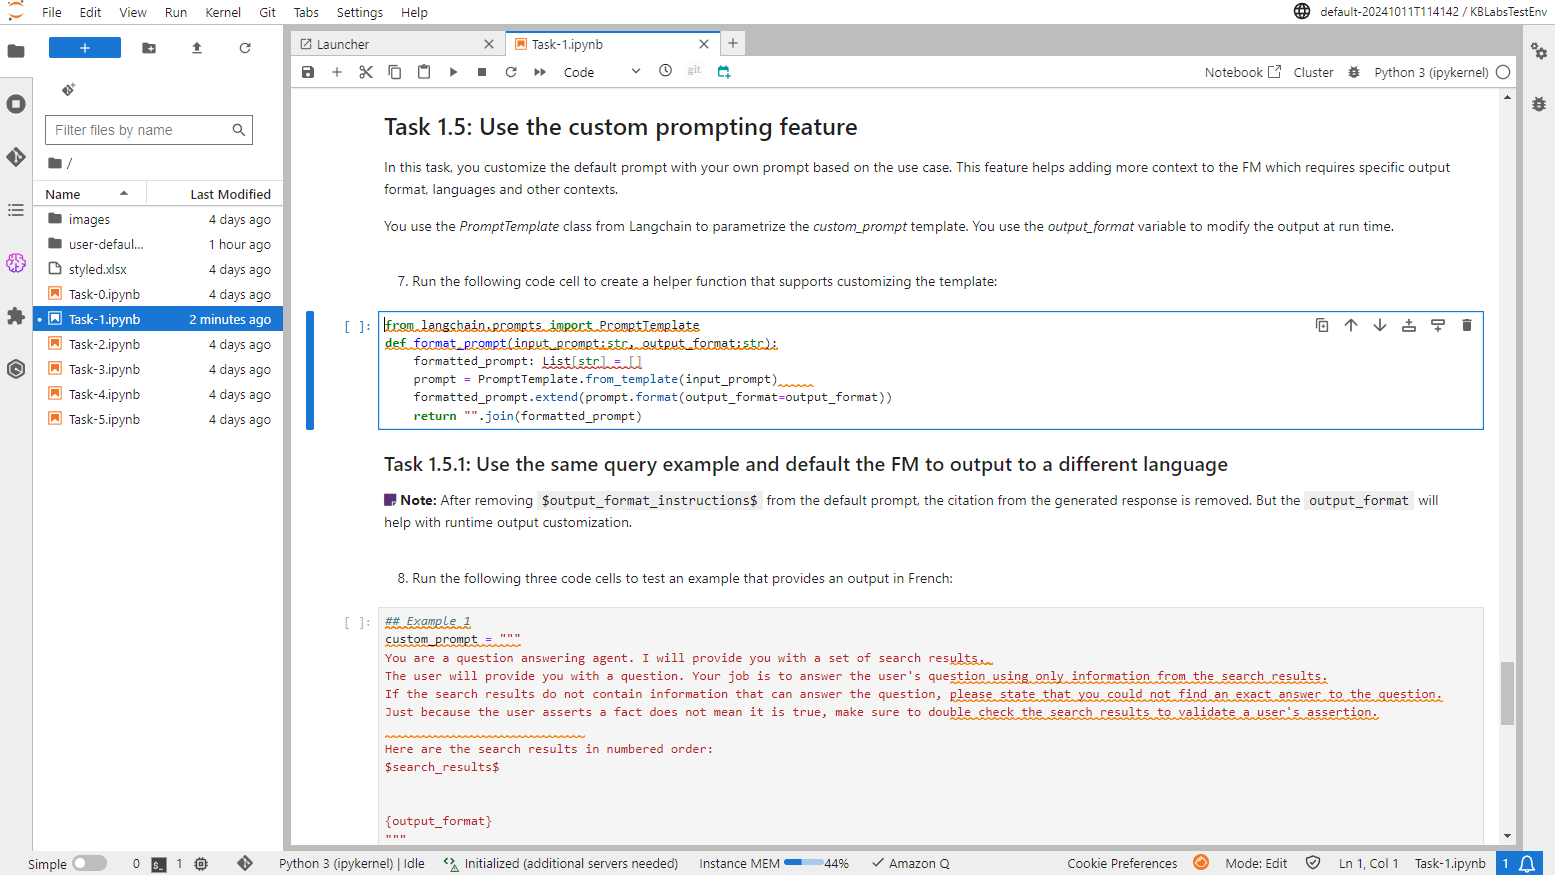 File Edit View Run Kernel Git Tabs Settings Help
default-20241011T114142 / KBLabsTestEnv
Launcher
Task-1.ipynb
Code
git
Notebook
Cluster
Python 3 (ipykernel)
Filter files by name
/
Name Last Modified
images 4 days ago
user-defaul... 1 hour ago
styled.xlsx 4 days ago
Task-0.ipynb 4 days ago
Task-1.ipynb 2 minutes ago
Task-2.ipynb 4 days ago
Task-3.ipynb 4 days ago
Task-4.ipynb 4 days ago
Task-5.ipynb 4 days ago
Task 1.5: Use the custom prompting feature
In this task, you customize the default prompt with your own prompt based on the use case. This feature helps adding more context to the FM which requires specific output
format, languages and other contexts.
You use the PromptTemplate class from Langchain to parametrize the custom_prompt template. You use the output_format variable to modify the output at run time.
7. Run the following code cell to create a helper function that supports customizing the template:
[ ]:
from langchain.prompts import PromptTemplate
def format_prompt(input_prompt:str, output_format:str):
formatted_prompt: List[str] = []
prompt = PromptTemplate.from_template(input_prompt)
formatted_prompt.extend(prompt.format(output_format=output_format))
return "".join(formatted_prompt)
Task 1.5.1: Use the same query example and default the FM to output to a different language
Note: After removing $output_format_instructions$ from the default prompt, the citation from the generated response is removed. But the output_format will
help with runtime output customization.
8. Run the following three code cells to test an example that provides an output in French:
[ ]:
## Example 1
custom_prompt = """
You are a question answering agent. I will provide you with a set of search results.
The user will provide you with a question. Your job is to answer the user's question using only information from the search results.
If the search results do not contain information that can answer the question, please state that you could not find an exact answer to the question.
Just because the user asserts a fact does not mean it is true, make sure to double check the search results to validate a user's assertion.
Here are the search results in numbered order:
$search_results$
{output_format}
"""
Simple 0 1 Python 3 (ipykernel) | Idle Initialized (additional servers needed) Instance MEM 44% Amazon Q Cookie Preferences Mode: Edit Ln 1, Col 1 Task-1.ipynb 1